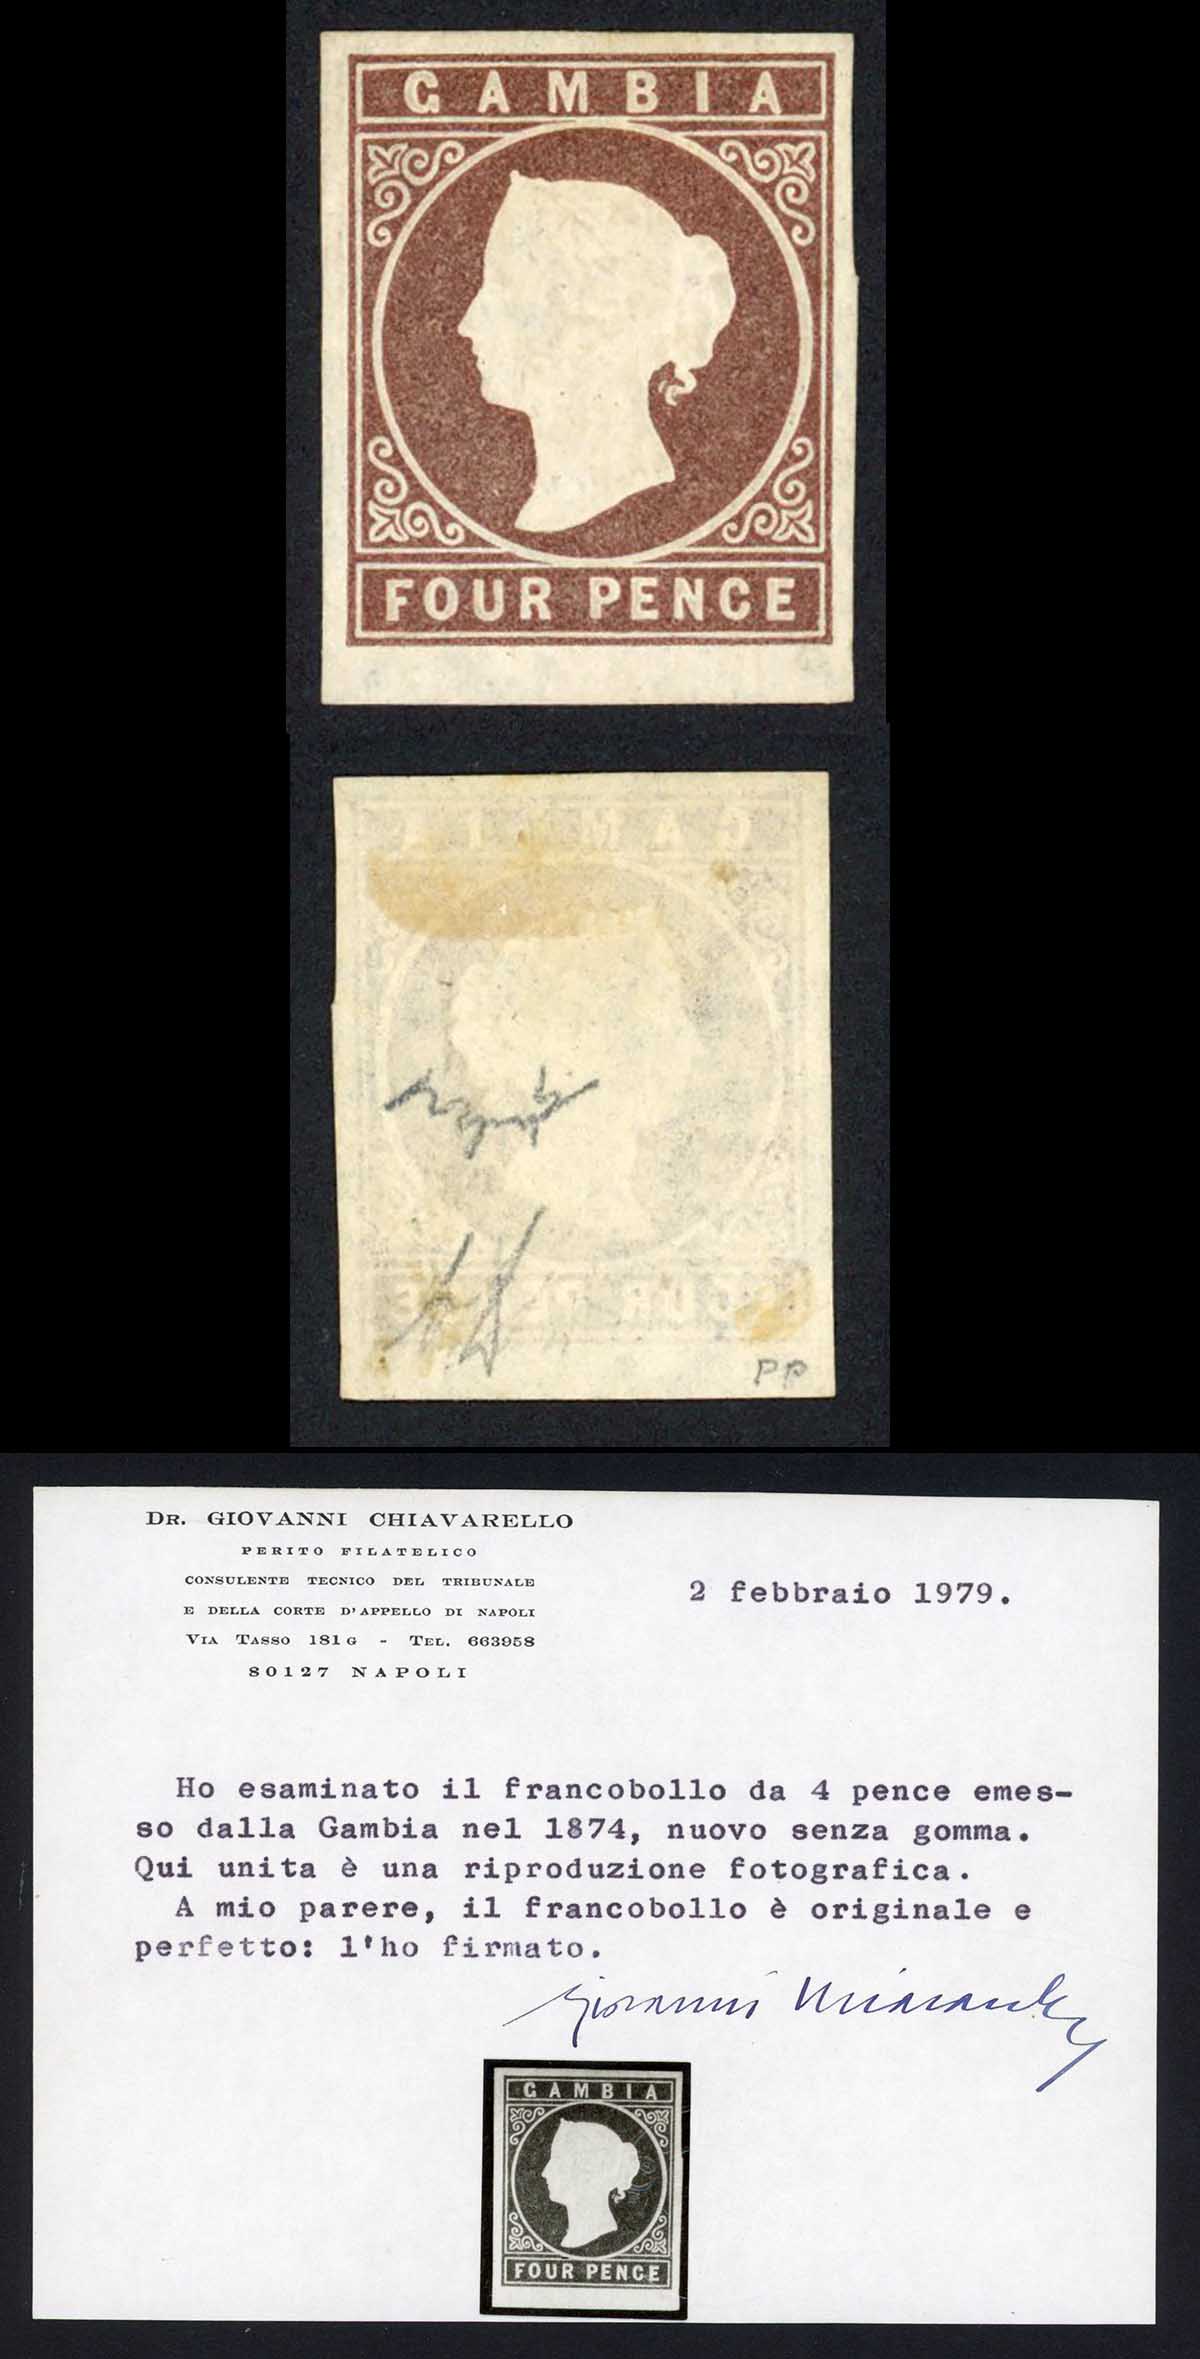 GAMBIA
FOUR PENCE
PP
DR. GIOVANNI CHIAVARELLO
PERITO FILATELICO
CONSULENTE TECNICO DEL TRIBUNALE
E DELLA CORTE D'APPELLO DI NAPOLI
VIA TASSO 181G - TEL. 663958
80127 NAPOLI
2 febbraio 1979.
Ho esaminato il francobollo da 4 pence emes-
so dalla Gambia nel 1874, nuovo senza gomma.
Qui unita è una riproduzione fotografica.
A mio parere, il francobollo è originale e
perfetto: l'ho firmato.
Giovanni Chiavarello
GAMBIA
FOUR PENCE